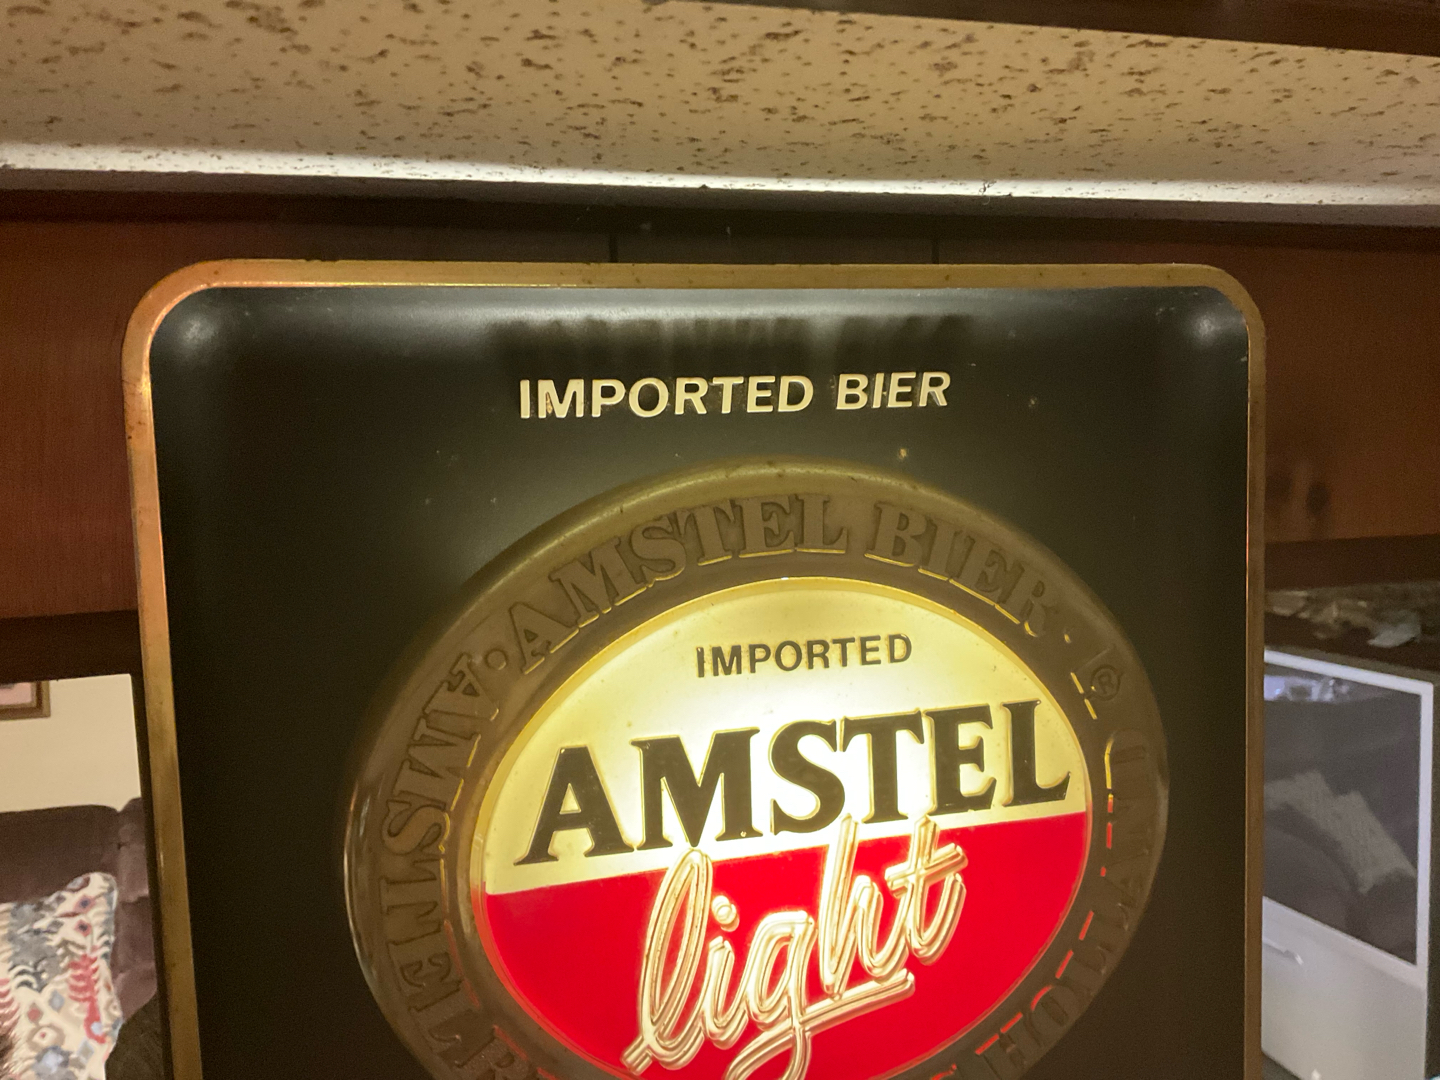 IMPORTED BIER
AMSTEL BIER
IMPORTED
AMSTEL
light